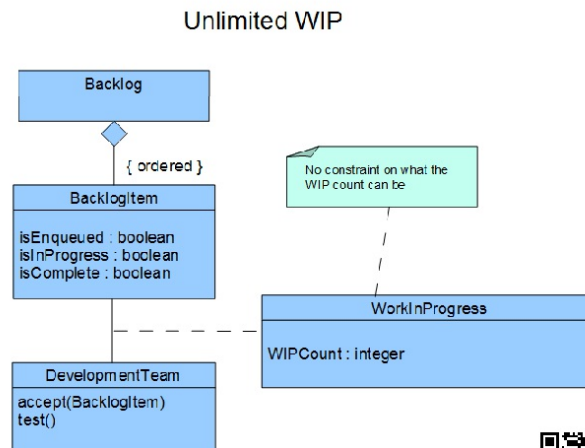 Unlimited WIP
Backlog
{ ordered }
No constraint on what the
WIP count can be
BacklogItem
isEnqueued : boolean
isInProgress : boolean
isComplete : boolean
WorkInProgress
WIPCount : integer
DevelopmentTeam
accept(BacklogItem)
test()